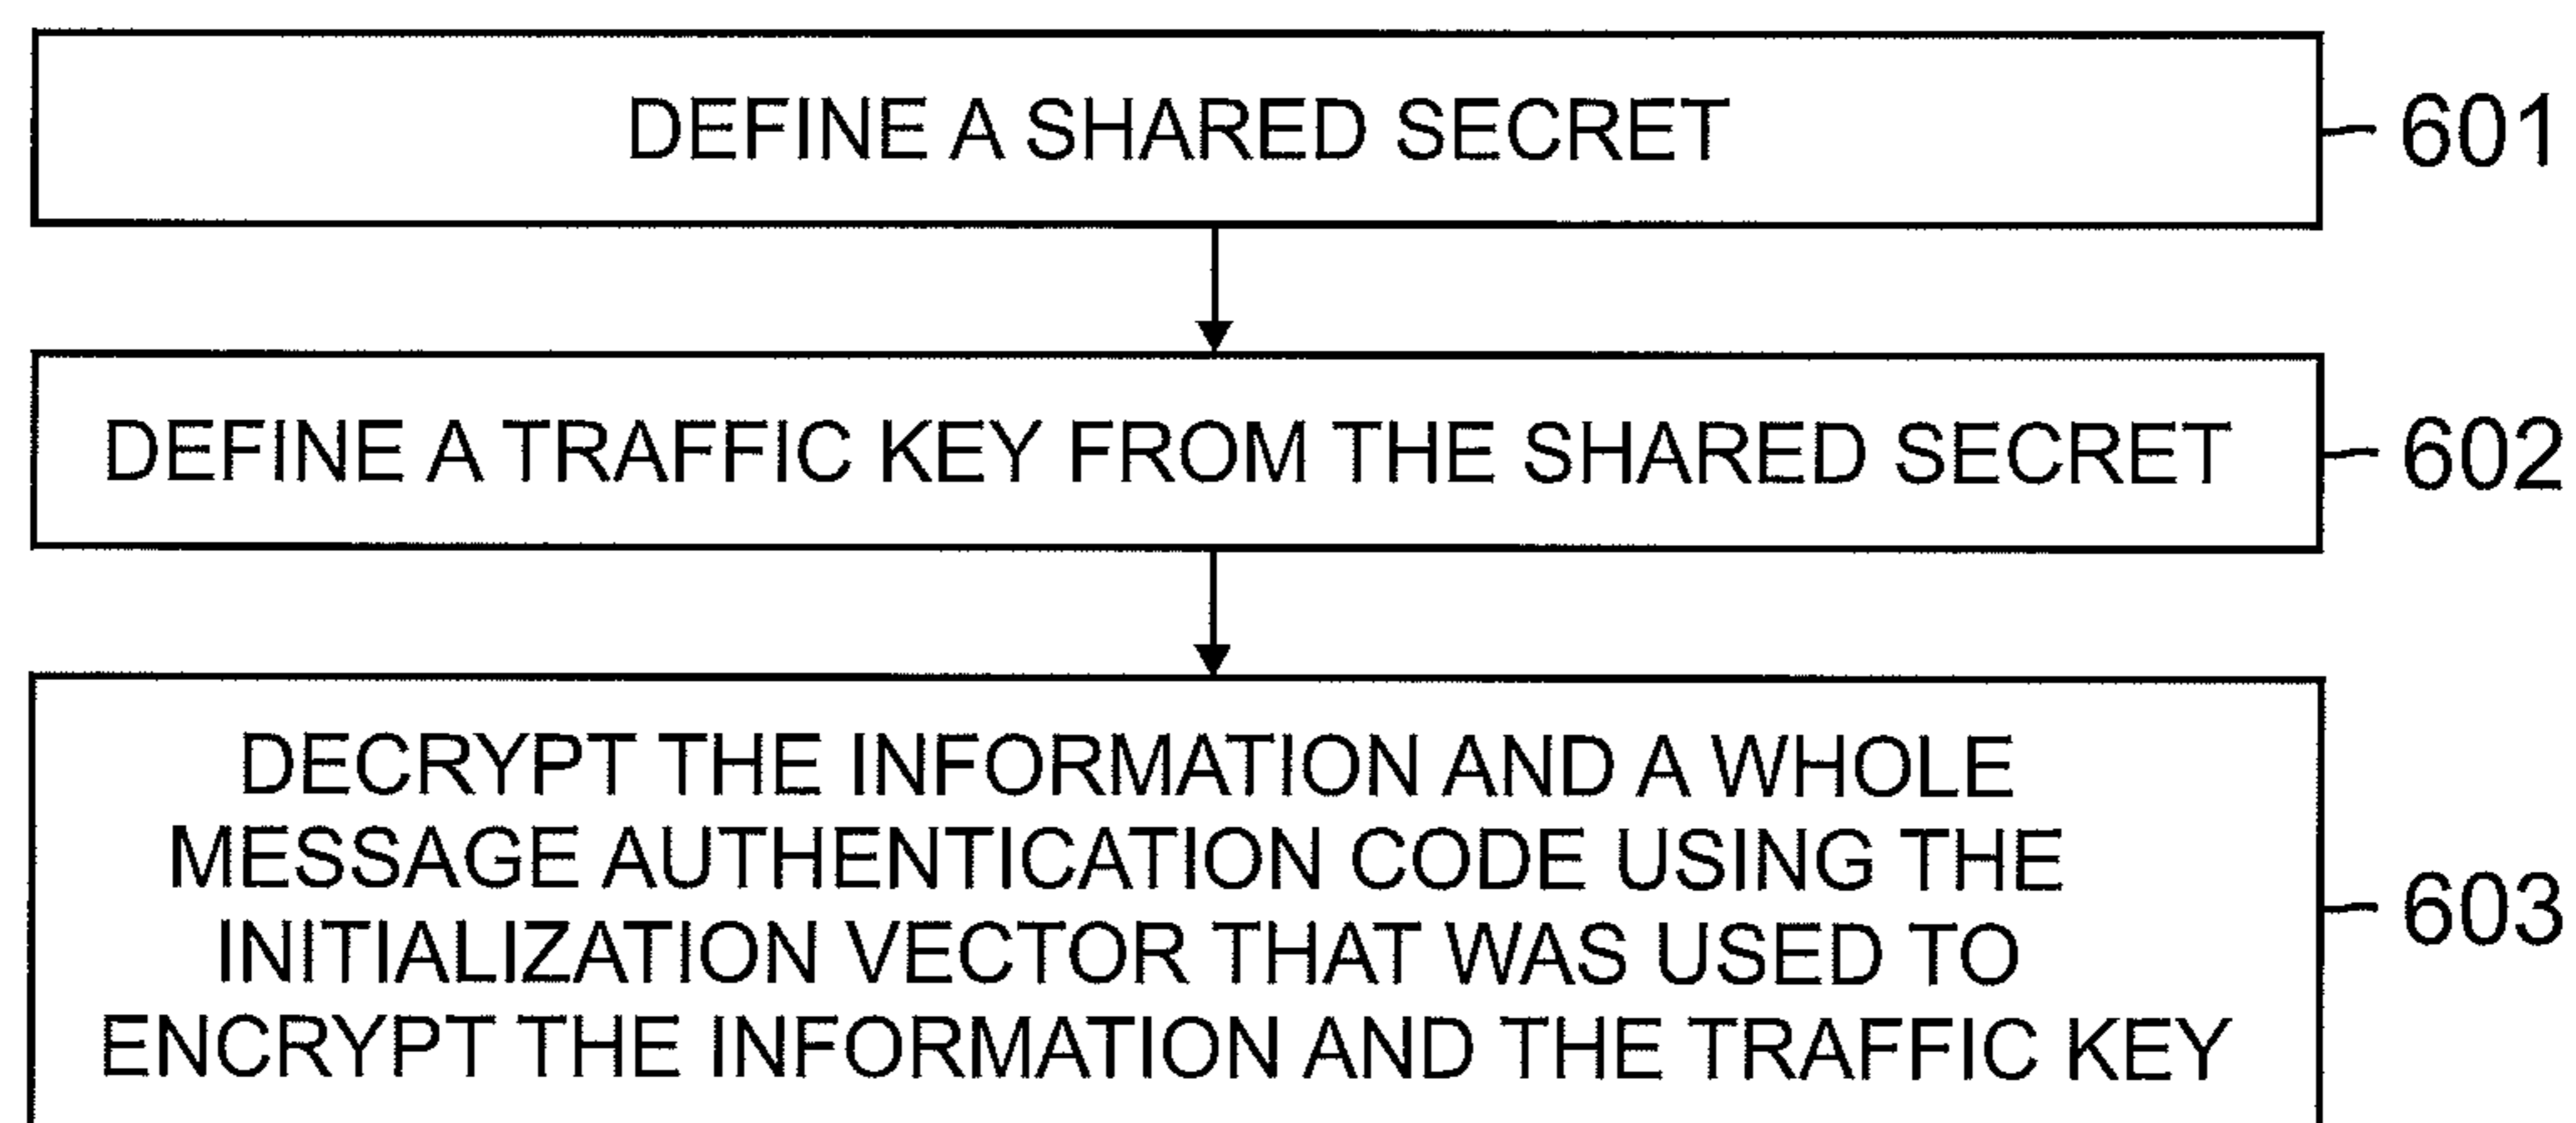 DEFINE A SHARED SECRET
601
DEFINE A TRAFFIC KEY FROM THE SHARED SECRET
602
DECRYPT THE INFORMATION AND A WHOLE
MESSAGE AUTHENTICATION CODE USING THE
INITIALIZATION VECTOR THAT WAS USED TO
ENCRYPT THE INFORMATION AND THE TRAFFIC KEY
603